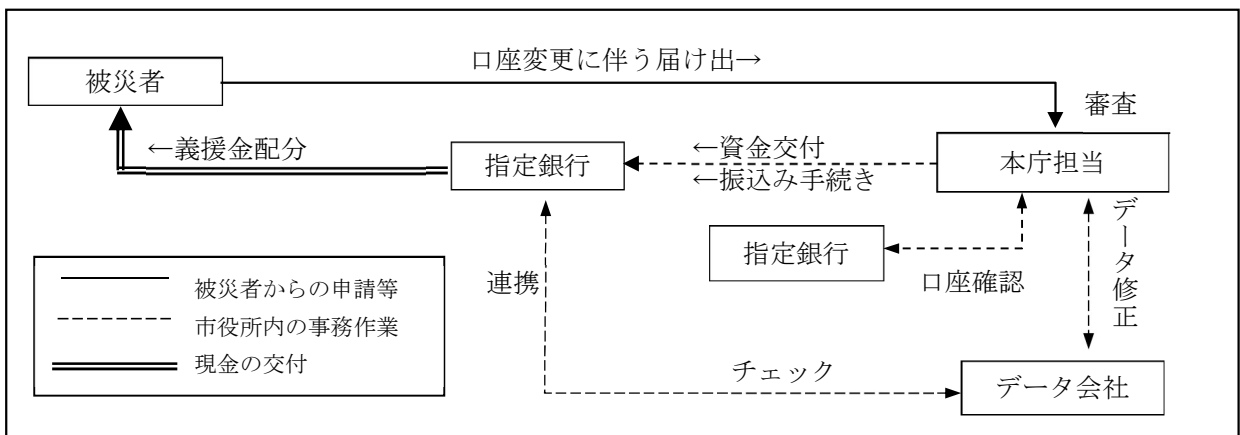 口座変更に伴う届け出→
被災者
審査
←義援金配分
指定銀行
←資金交付
←振込み手続き
本庁担当
指定銀行
口座確認
データ修正
連携
被災者からの申請等
市役所内の事務作業
現金の交付
チェック
データ会社